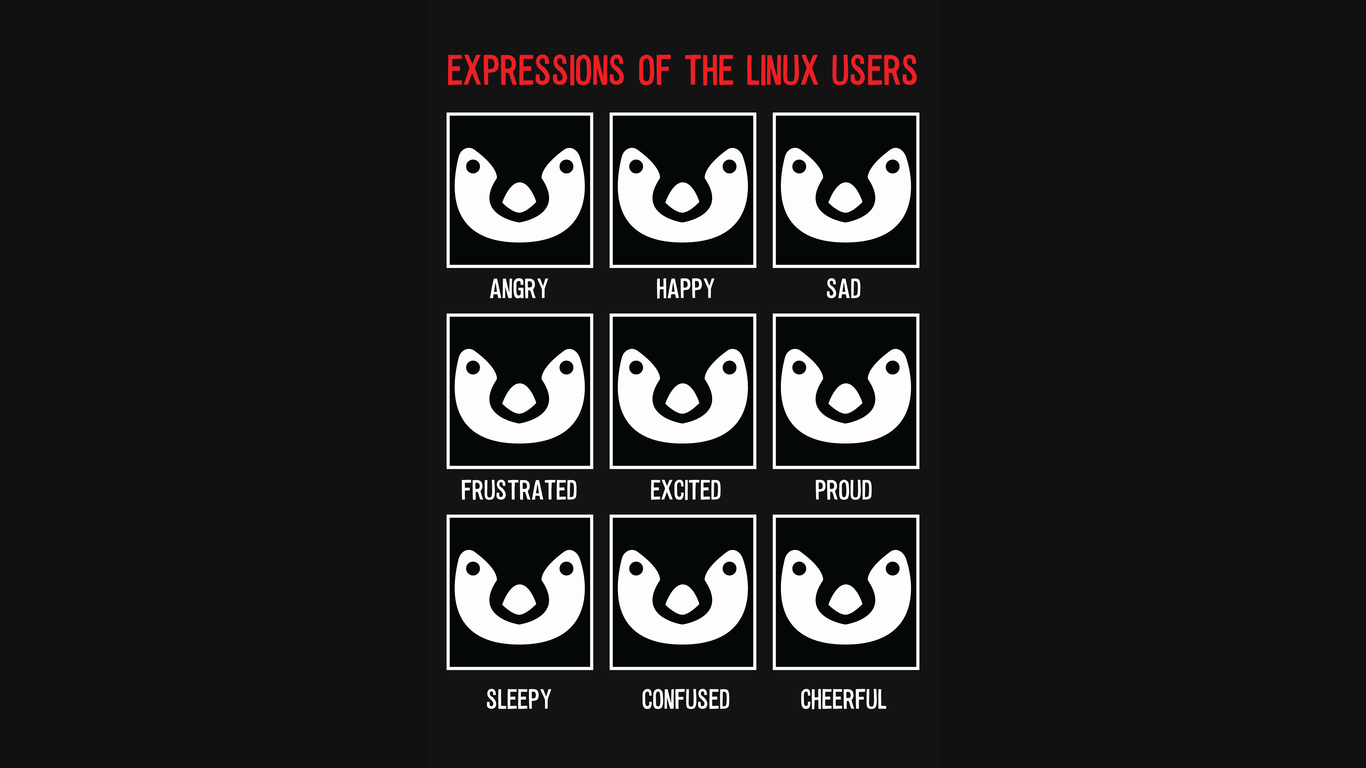 EXPRESSIONS OF THE LINUX USERS
ANGRY HAPPY SAD
FRUSTRATED EXCITED PROUD
SLEEPY CONFUSED CHEERFUL